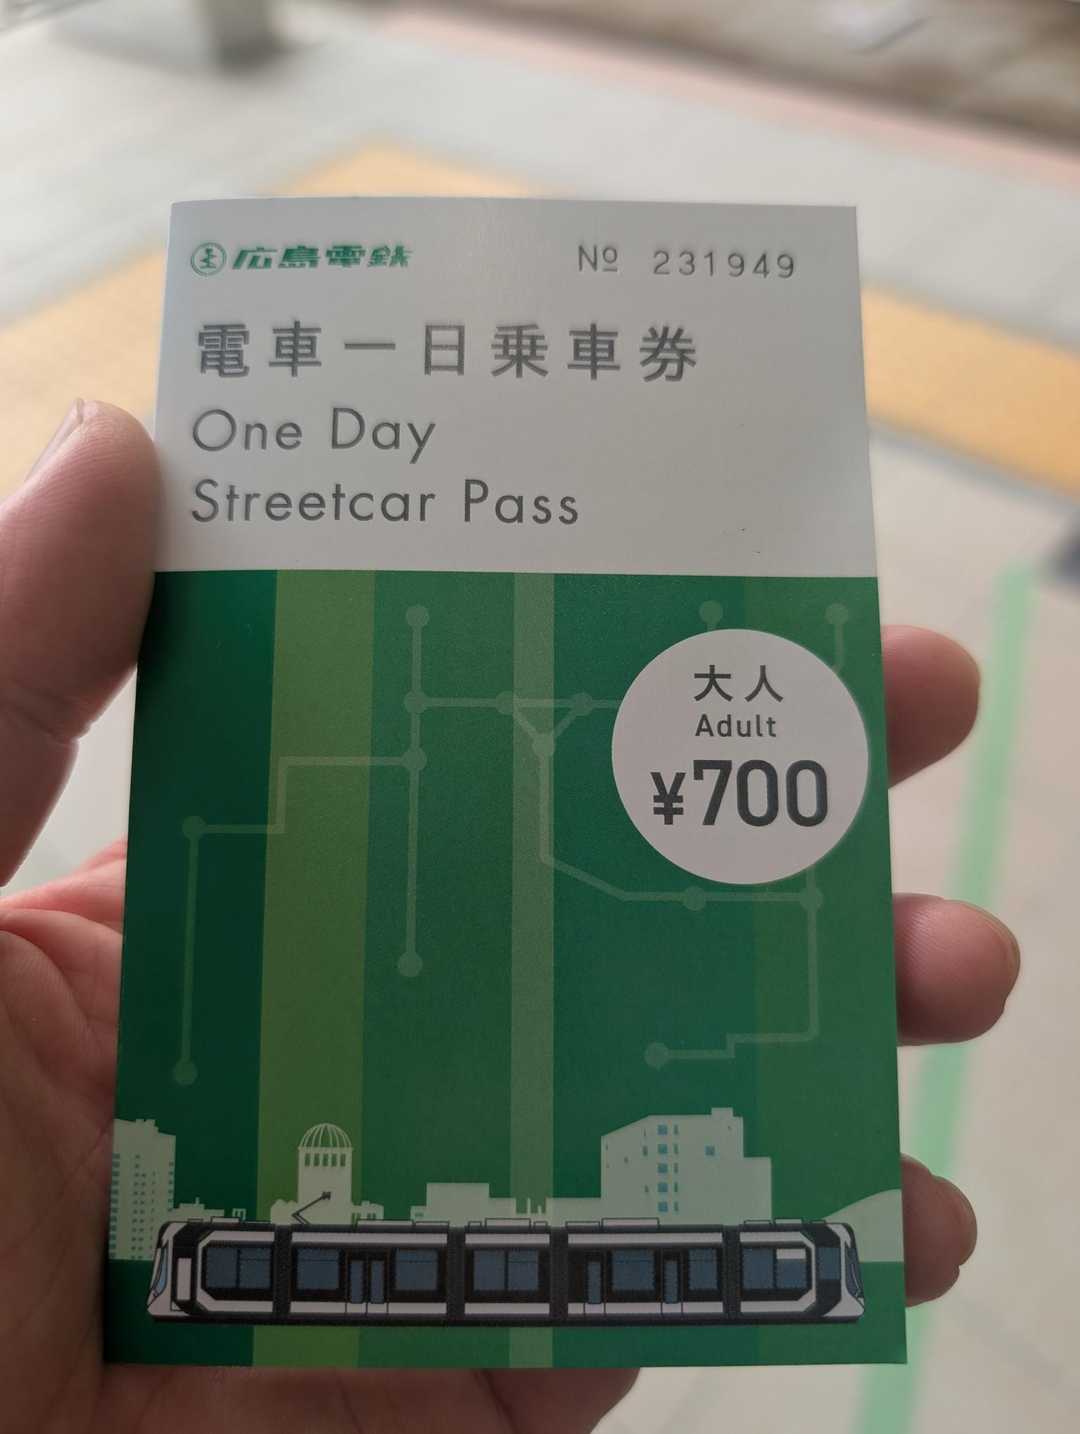 広島電鉄
№ 231949
電車一日乗車券
One Day
Streetcar Pass
大人
Adult
¥700